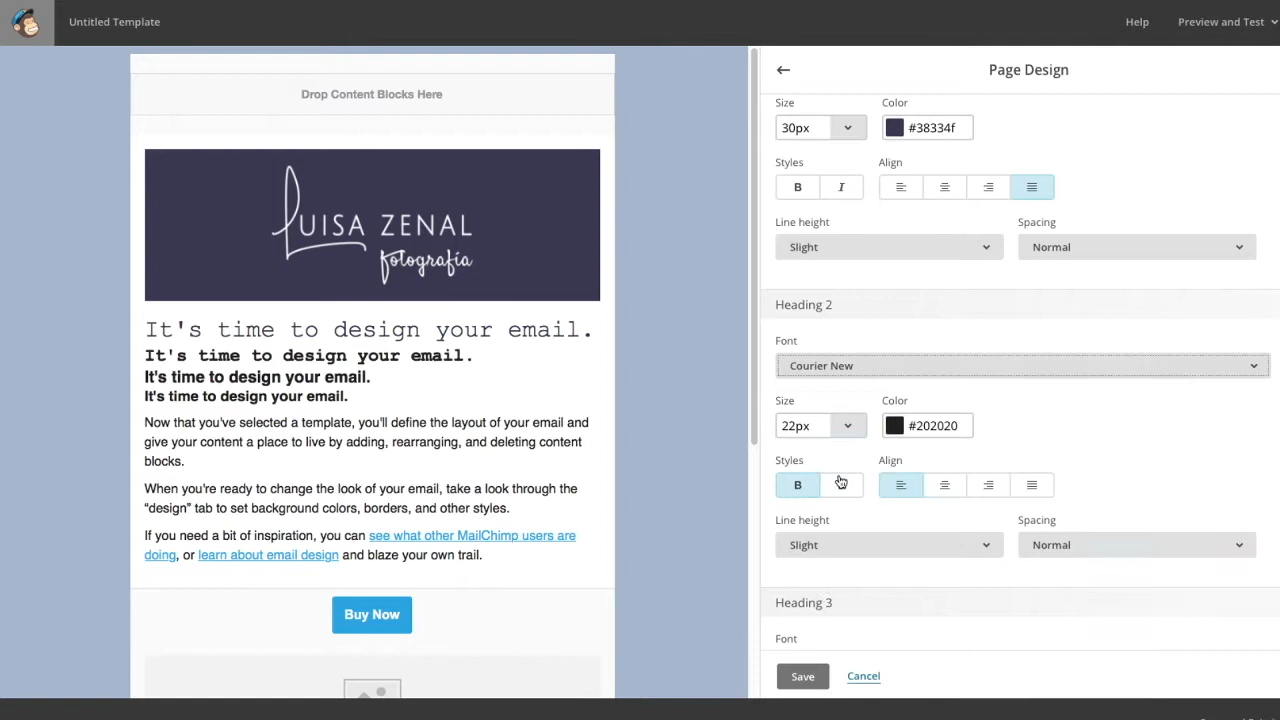 Untitled Template
Help
Preview and Test
Drop Content Blocks Here
LUISA ZENAL
fotografía
It's time to design your email.
It's time to design your email.
It's time to design your email.
It's time to design your email.
Now that you've selected a template, you'll define the layout of your email and
give your content a place to live by adding, rearranging, and deleting content
blocks.
When you're ready to change the look of your email, take a look through the
“design” tab to set background colors, borders, and other styles.
If you need a bit of inspiration, you can see what other MailChimp users are
doing, or learn about email design and blaze your own trail.
Buy Now
Page Design
Size
Color
30px
#38334f
Styles
Align
B
I
Line height
Spacing
Slight
Normal
Heading 2
Font
Courier New
Size
Color
22px
#202020
Styles
Align
B
Line height
Spacing
Slight
Normal
Heading 3
Font
Save
Cancel